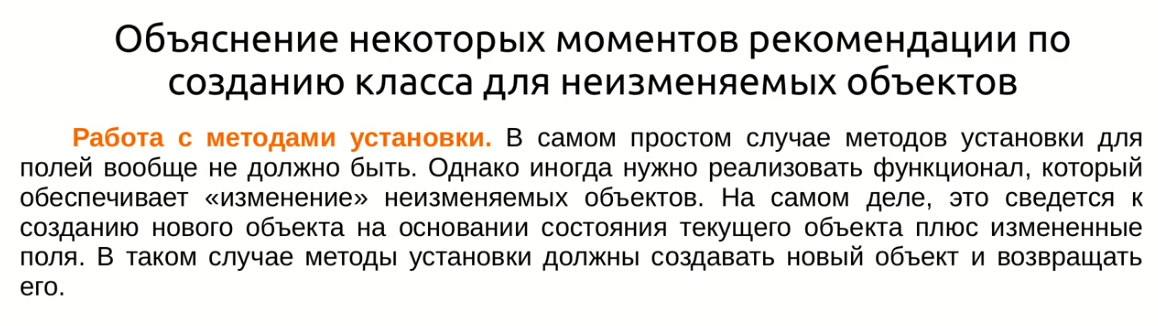 Объяснение некоторых моментов рекомендации по
созданию класса для неизменяемых объектов
Работа с методами установки. В самом простом случае методов установки для
полей вообще не должно быть. Однако иногда нужно реализовать функционал, который
обеспечивает «изменение» неизменяемых объектов. На самом деле, это сведется к
созданию нового объекта на основании состояния текущего объекта плюс измененные
поля. В таком случае методы установки должны создавать новый объект и возвращать
его.